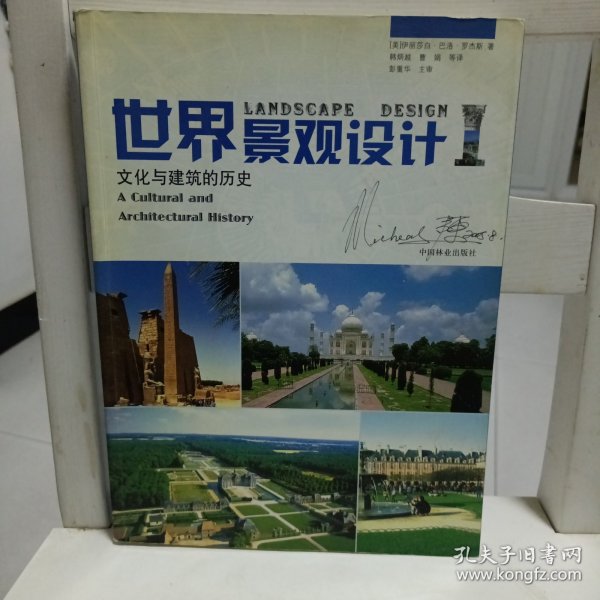 [美]伊丽莎白·巴洛·罗杰斯 著
韩炳越 曹娟 等译
彭重华 主审
LANDSCAPE DESIGN
世界景观设计 I
文化与建筑的历史
A Cultural and
Architectural History
Micheal
2005.8.
中国林业出版社
孔夫子旧书网
www.kongfz.com